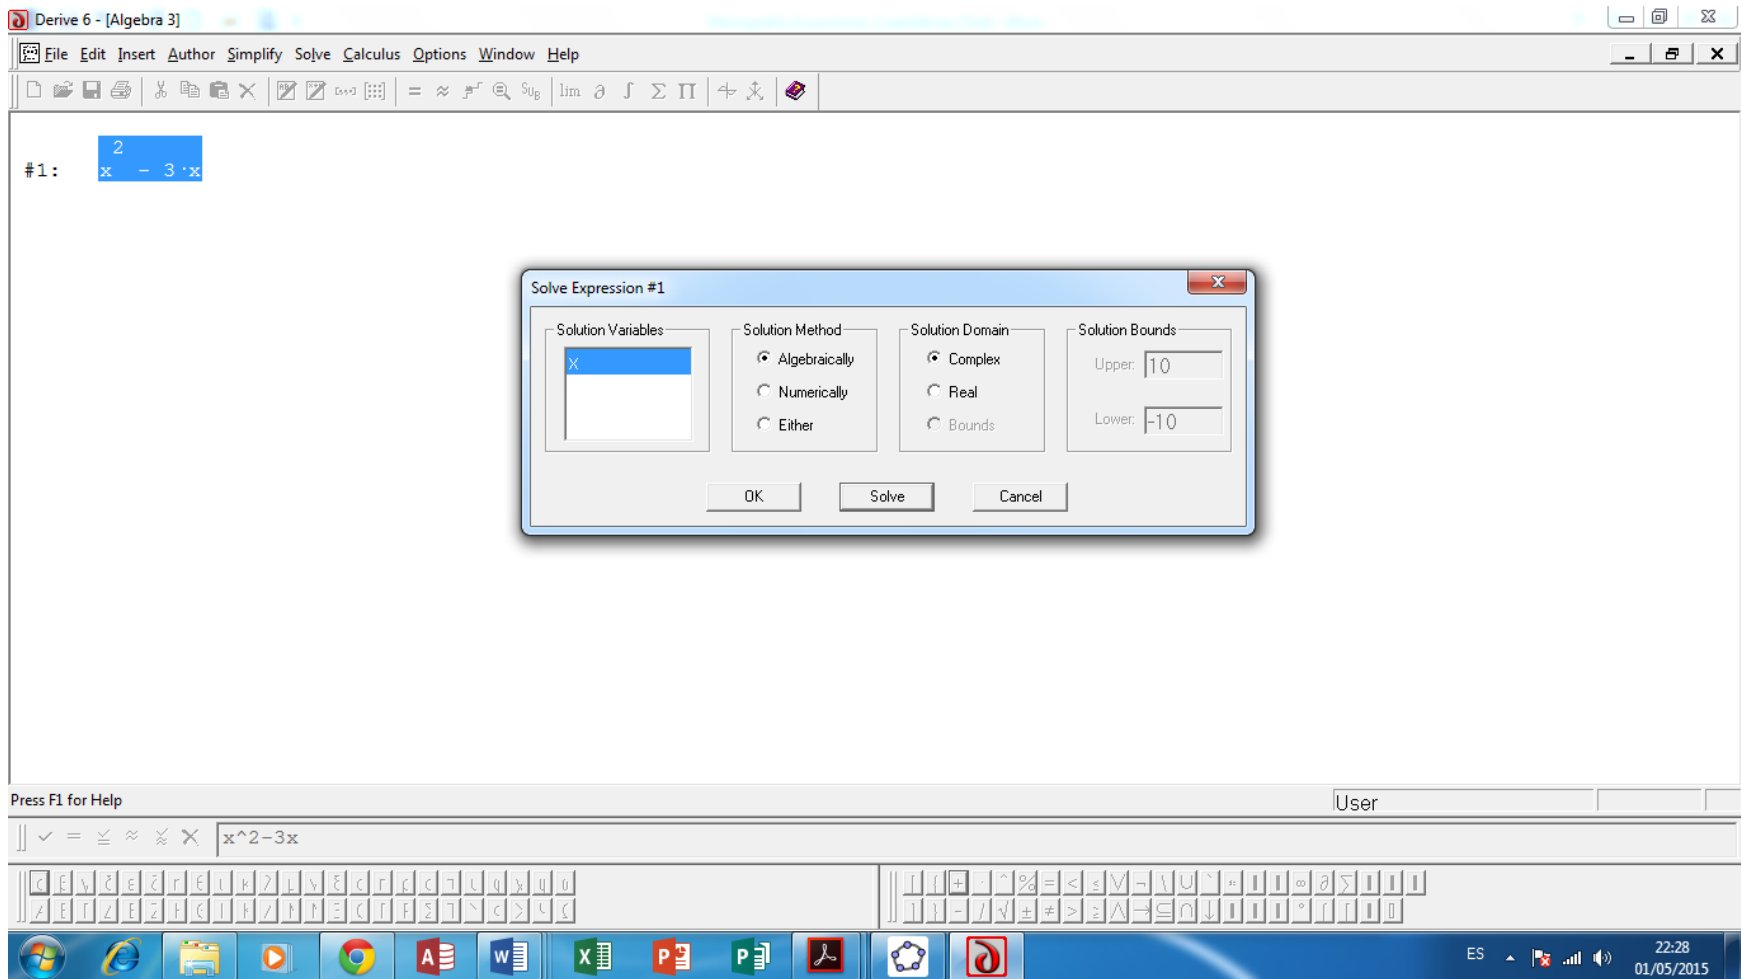 Derive 6 - [Algebra 3]
File Edit Insert Author Simplify Solve Calculus Options Window Help
= ≈ SUB lim ∂ ∫ Σ Π
2
#1: x - 3·x
Solve Expression #1
Solution Variables Solution Method Solution Domain Solution Bounds
x Algebraically Complex Upper: 10
Numerically Real
Either Bounds Lower: -10
OK Solve Cancel
Press F1 for Help User
x^2-3x
ES 22:28
01/05/2015